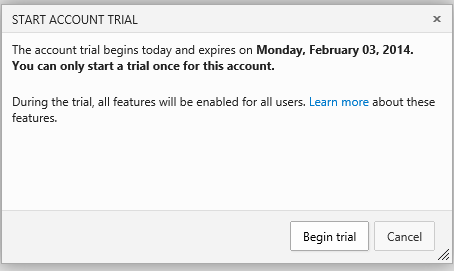 START ACCOUNT TRIAL ×
The account trial begins today and expires on Monday, February 03, 2014.
You can only start a trial once for this account.
During the trial, all features will be enabled for all users. Learn more about these
features.
Begin trial Cancel